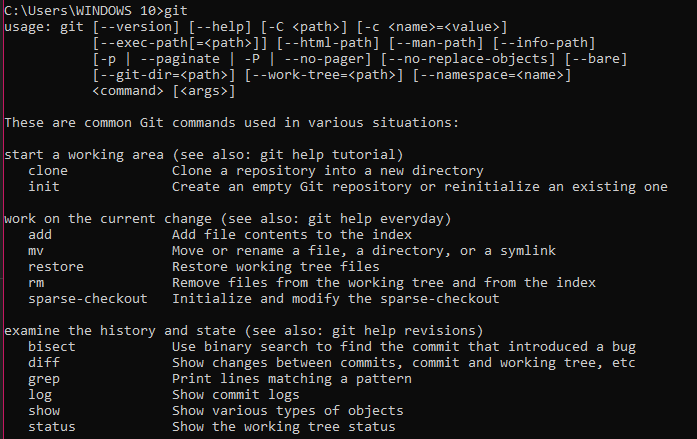 C:\Users\WINDOWS 10>git
usage: git [--version] [--help] [-C <path>] [-c <name>=<value>]
           [--exec-path[=<path>]] [--html-path] [--man-path] [--info-path]
           [-p | --paginate | -P | --no-pager] [--no-replace-objects] [--bare]
           [--git-dir=<path>] [--work-tree=<path>] [--namespace=<name>]
           <command> [<args>]

These are common Git commands used in various situations:

start a working area (see also: git help tutorial)
   clone             Clone a repository into a new directory
   init              Create an empty Git repository or reinitialize an existing one

work on the current change (see also: git help everyday)
   add               Add file contents to the index
   mv                Move or rename a file, a directory, or a symlink
   restore           Restore working tree files
   rm                Remove files from the working tree and from the index
   sparse-checkout   Initialize and modify the sparse-checkout

examine the history and state (see also: git help revisions)
   bisect            Use binary search to find the commit that introduced a bug
   diff              Show changes between commits, commit and working tree, etc
   grep              Print lines matching a pattern
   log               Show commit logs
   show              Show various types of objects
   status            Show the working tree status